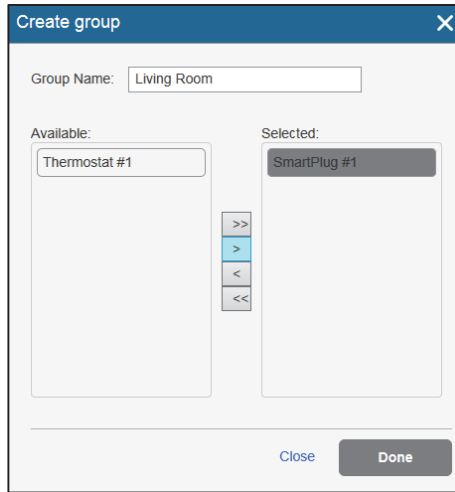 Create group
Group Name: Living Room
Available: Selected:
Thermostat #1 SmartPlug #1
>>
>
<
<<
Close Done